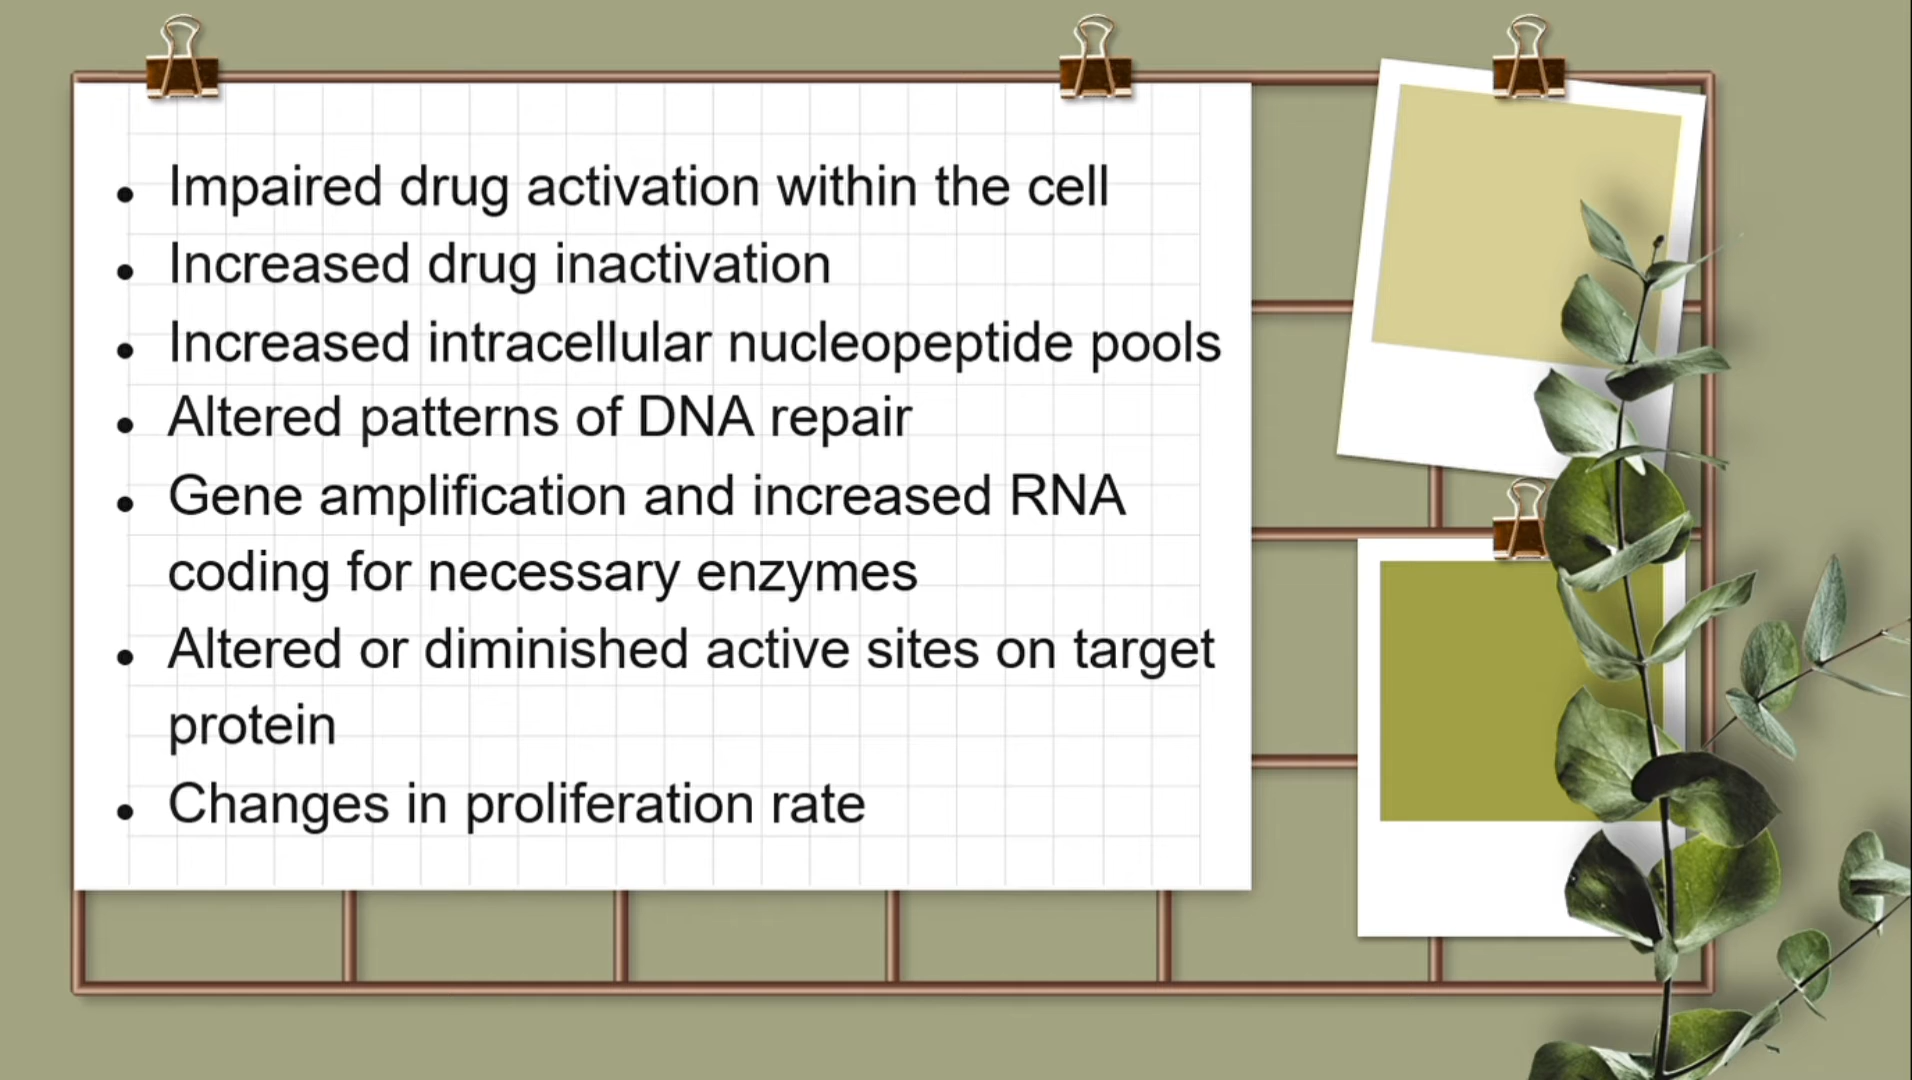 • Impaired drug activation within the cell
• Increased drug inactivation
• Increased intracellular nucleopeptide pools
• Altered patterns of DNA repair
• Gene amplification and increased RNA
coding for necessary enzymes
• Altered or diminished active sites on target
protein
• Changes in proliferation rate